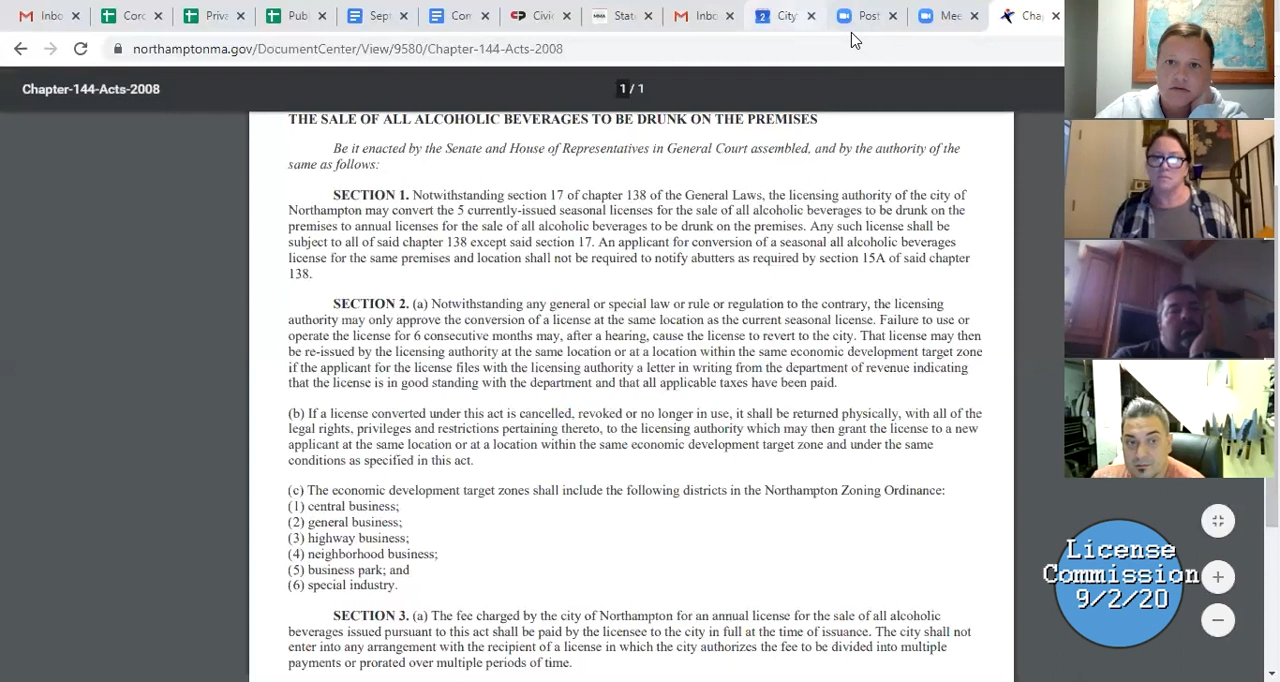 Inbo
Corc
Priva
Pub
Sept
Con
Civic
MMA State
Inbo
2 City
Post
Mee
Cha
northamptonma.gov/DocumentCenter/View/9580/Chapter-144-Acts-2008
Chapter-144-Acts-2008
1 / 1
THE SALE OF ALL ALCOHOLIC BEVERAGES TO BE DRUNK ON THE PREMISES
Be it enacted by the Senate and House of Representatives in General Court assembled, and by the authority of the
same as follows:
SECTION 1. Notwithstanding section 17 of chapter 138 of the General Laws, the licensing authority of the city of
Northampton may convert the 5 currently-issued seasonal licenses for the sale of all alcoholic beverages to be drunk on the
premises to annual licenses for the sale of all alcoholic beverages to be drunk on the premises. Any such license shall be
subject to all of said chapter 138 except said section 17. An applicant for conversion of a seasonal all alcoholic beverages
license for the same premises and location shall not be required to notify abutters as required by section 15A of said chapter
138.
SECTION 2. (a) Notwithstanding any general or special law or rule or regulation to the contrary, the licensing
authority may only approve the conversion of a license at the same location as the current seasonal license. Failure to use or
operate the license for 6 consecutive months may, after a hearing, cause the license to revert to the city. That license may then
be re-issued by the licensing authority at the same location or at a location within the same economic development target zone
if the applicant for the license files with the licensing authority a letter in writing from the department of revenue indicating
that the license is in good standing with the department and that all applicable taxes have been paid.
(b) If a license converted under this act is cancelled, revoked or no longer in use, it shall be returned physically, with all of the
legal rights, privileges and restrictions pertaining thereto, to the licensing authority which may then grant the license to a new
applicant at the same location or at a location within the same economic development target zone and under the same
conditions as specified in this act.
(c) The economic development target zones shall include the following districts in the Northampton Zoning Ordinance:
(1) central business;
(2) general business;
(3) highway business;
(4) neighborhood business;
(5) business park; and
(6) special industry.
SECTION 3. (a) The fee charged by the city of Northampton for an annual license for the sale of all alcoholic
beverages issued pursuant to this act shall be paid by the licensee to the city in full at the time of issuance. The city shall not
enter into any arrangement with the recipient of a license in which the city authorizes the fee to be divided into multiple
payments or prorated over multiple periods of time.
License
Commission
9/2/20